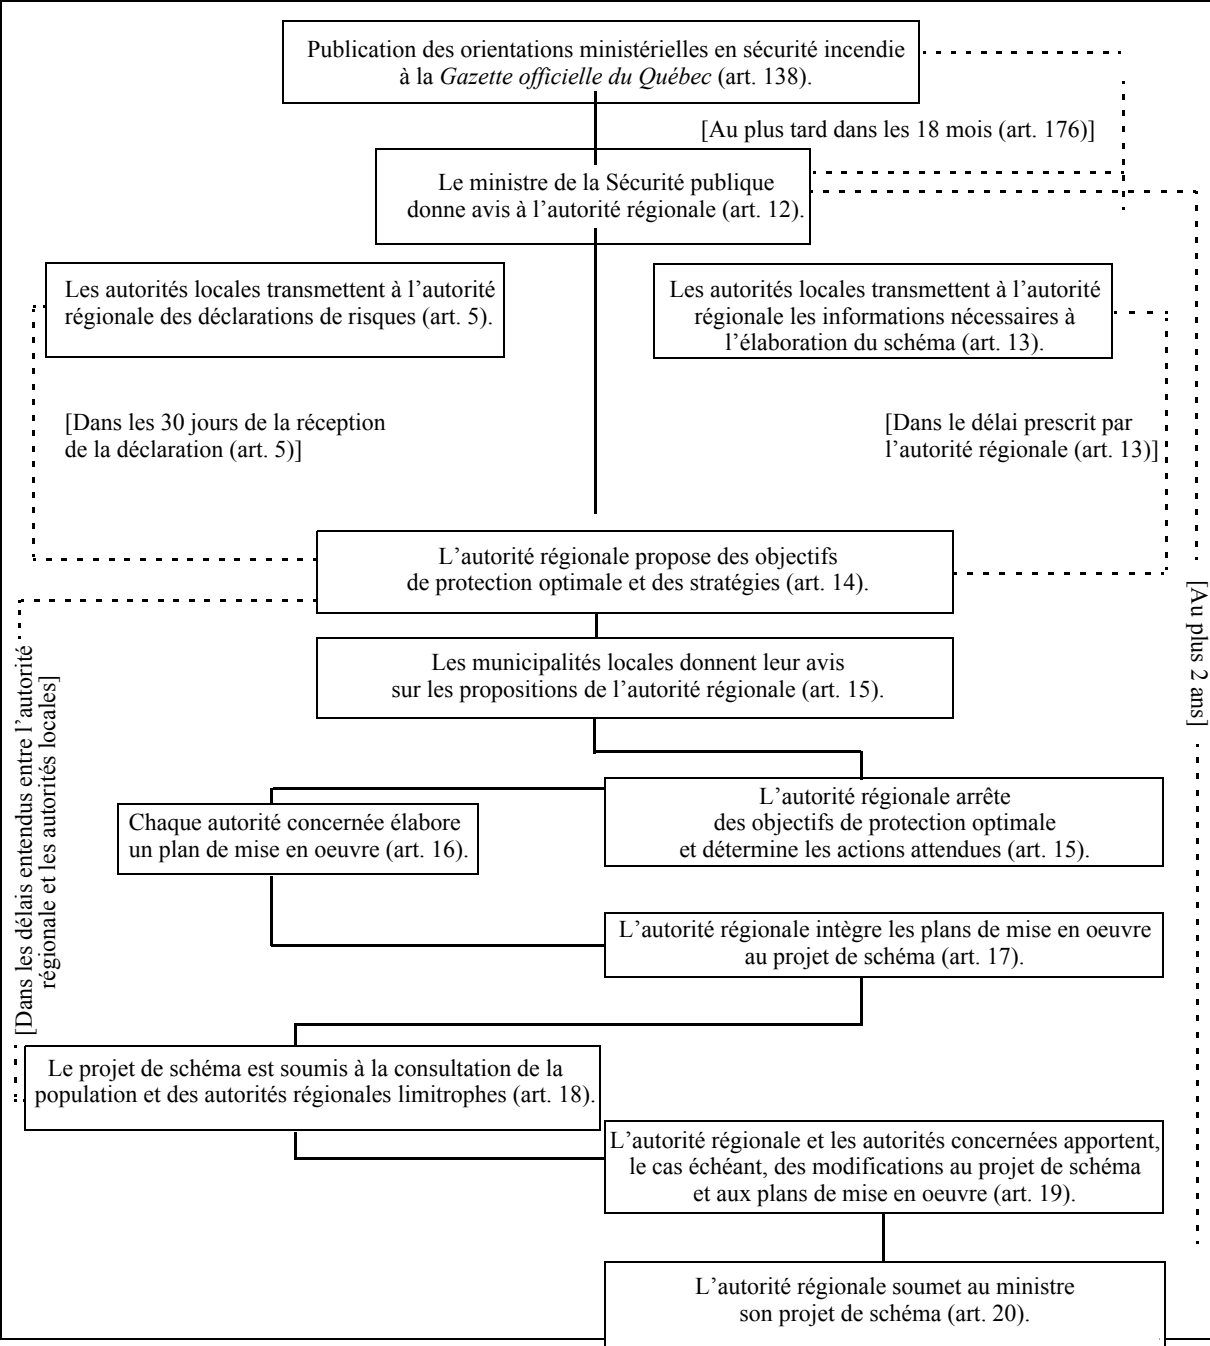 Publication des orientations ministérielles en sécurité incendie
à la Gazette officielle du Québec (art. 138).
[Au plus tard dans les 18 mois (art. 176)]
Le ministre de la Sécurité publique
donne avis à l’autorité régionale (art. 12).
Les autorités locales transmettent à l’autorité
régionale des déclarations de risques (art. 5).
Les autorités locales transmettent à l’autorité
régionale les informations nécessaires à
l’élaboration du schéma (art. 13).
[Dans les 30 jours de la réception
de la déclaration (art. 5)]
[Dans le délai prescrit par
l’autorité régionale (art. 13)]
L’autorité régionale propose des objectifs
de protection optimale et des stratégies (art. 14).
[Au plus 2 ans]
Les municipalités locales donnent leur avis
sur les propositions de l’autorité régionale (art. 15).
[Dans les délais entendus entre l’autorité
régionale et les autorités locales]
L’autorité régionale arrête
des objectifs de protection optimale
et détermine les actions attendues (art. 15).
Chaque autorité concernée élabore
un plan de mise en oeuvre (art. 16).
L’autorité régionale intègre les plans de mise en oeuvre
au projet de schéma (art. 17).
Le projet de schéma est soumis à la consultation de la
population et des autorités régionales limitrophes (art. 18).
L’autorité régionale et les autorités concernées apportent,
le cas échéant, des modifications au projet de schéma
et aux plans de mise en oeuvre (art. 19).
L’autorité régionale soumet au ministre
son projet de schéma (art. 20).